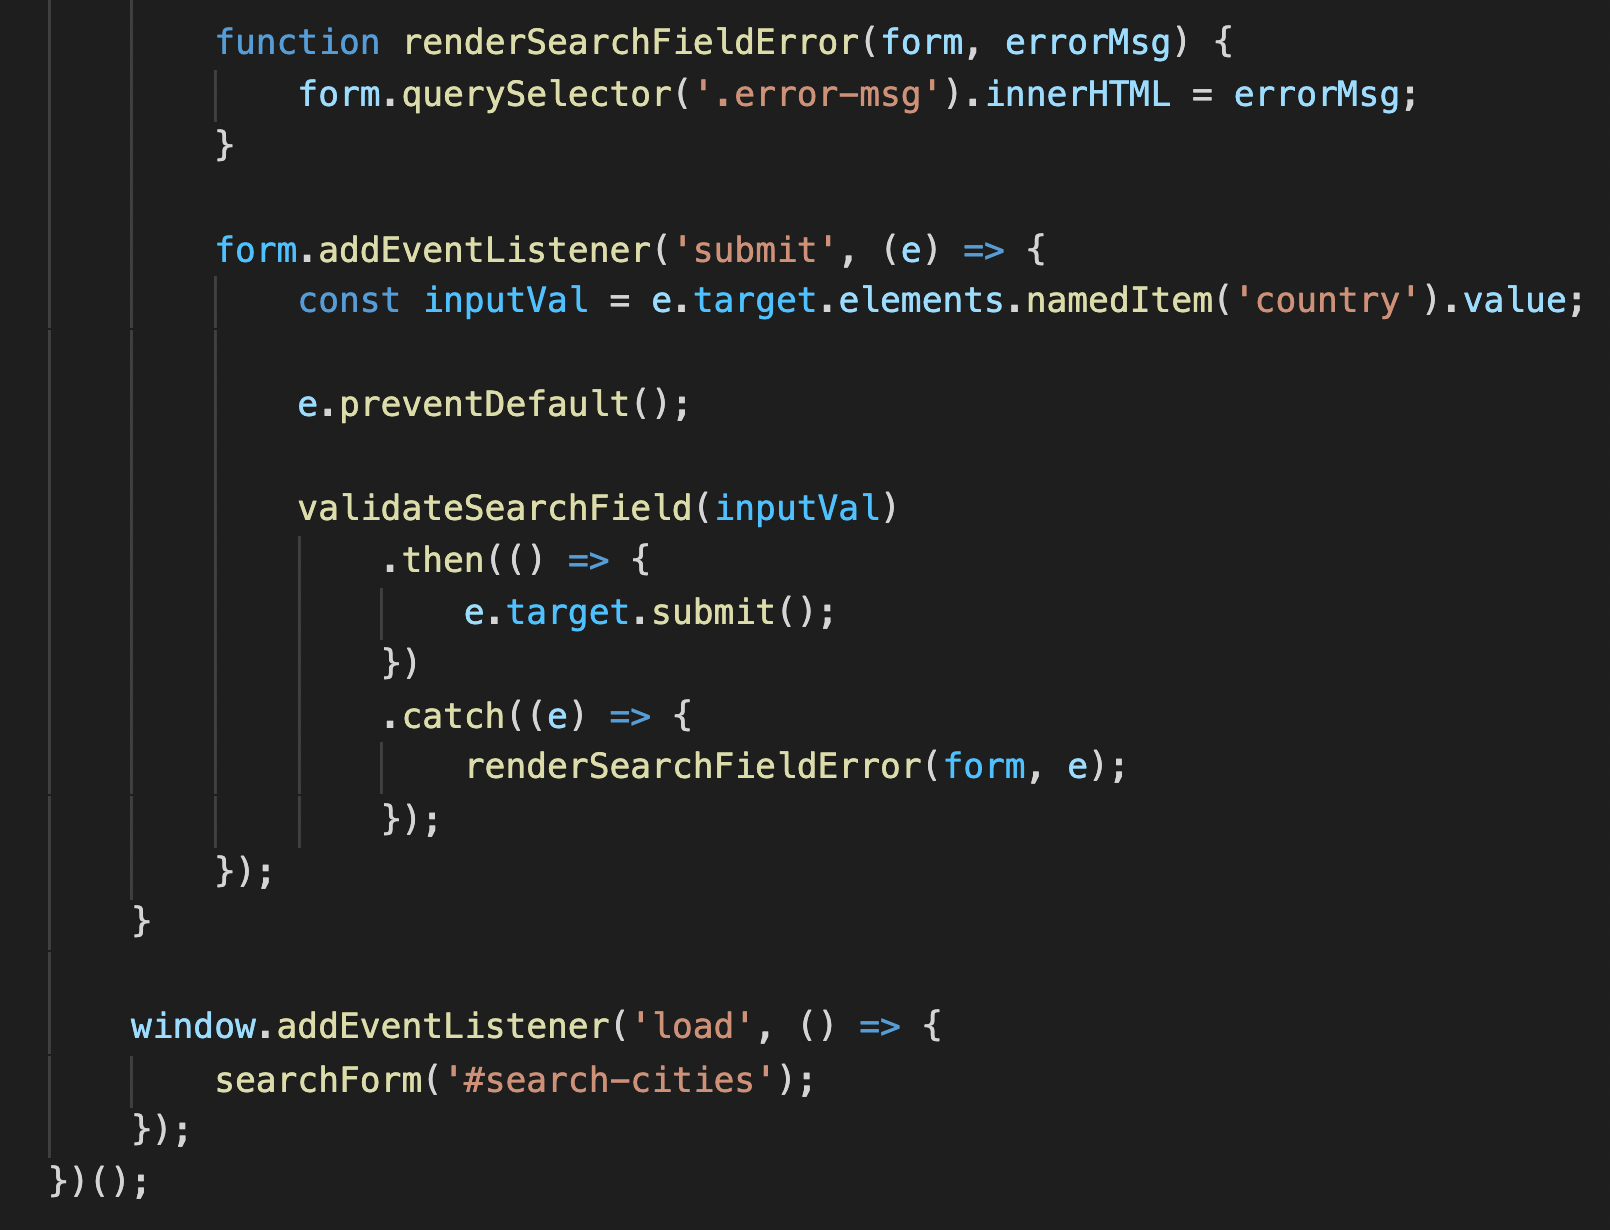 function renderSearchFieldError(form, errorMsg) {
form.querySelector('.error-msg').innerHTML = errorMsg;
}
form.addEventListener('submit', (e) => {
const inputVal = e.target.elements.namedItem('country').value;
e.preventDefault();
validateSearchField(inputVal)
.then(() => {
e.target.submit();
})
.catch((e) => {
renderSearchFieldError(form, e);
});
});
}
window.addEventListener('load', () => {
searchForm('#search-cities');
});
})();